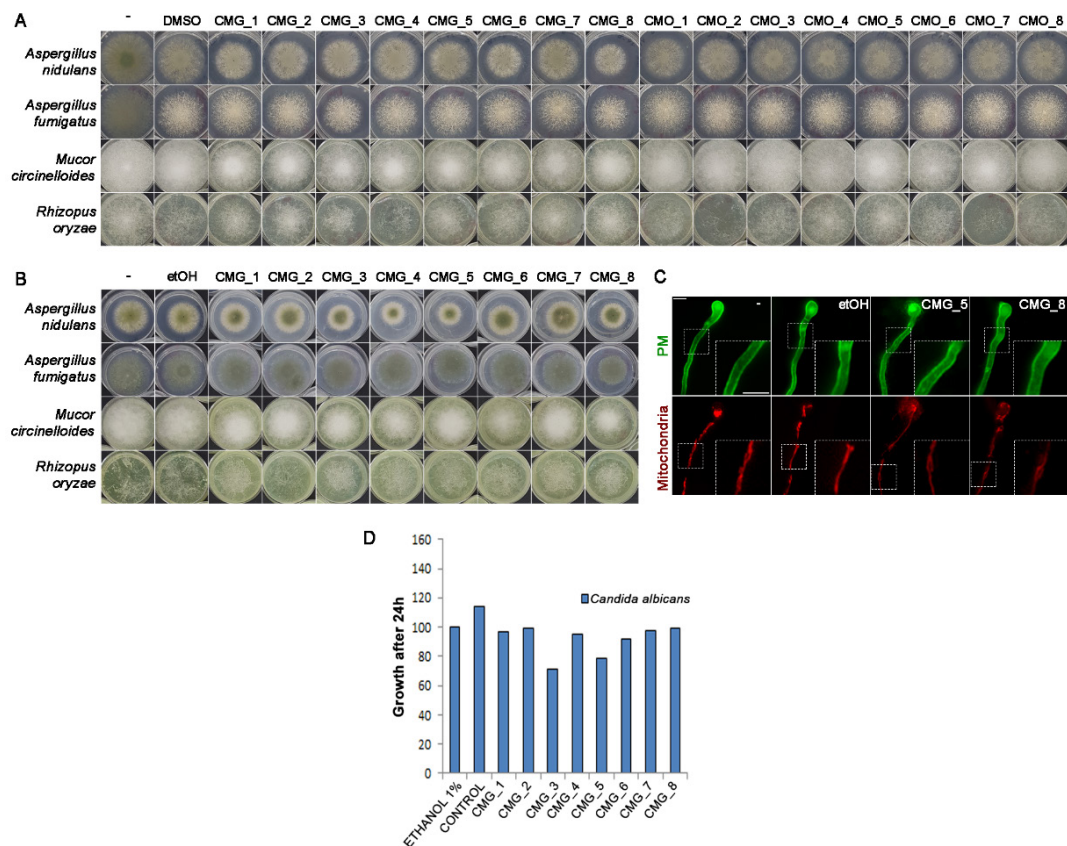 A
- DMSO CMG_1 CMG_2 CMG_3 CMG_4 CMG_5 CMG_6 CMG_7 CMG_8 CMO_1 CMO_2 CMO_3 CMO_4 CMO_5 CMO_6 CMO_7 CMO_8
Aspergillus
nidulans
Aspergillus
fumigatus
Mucor
circinelloides
Rhizopus
oryzae
B
- etOH CMG_1 CMG_2 CMG_3 CMG_4 CMG_5 CMG_6 CMG_7 CMG_8
Aspergillus
nidulans
Aspergillus
fumigatus
Mucor
circinelloides
Rhizopus
oryzae
C
- etOH CMG_5 CMG_8
PM
Mitochondria
D
Growth after 24h
160
140
120
100
80
60
40
20
0
Candida albicans
ETHANOL 1% CONTROL CMG_1 CMG_2 CMG_3 CMG_4 CMG_5 CMG_6 CMG_7 CMG_8